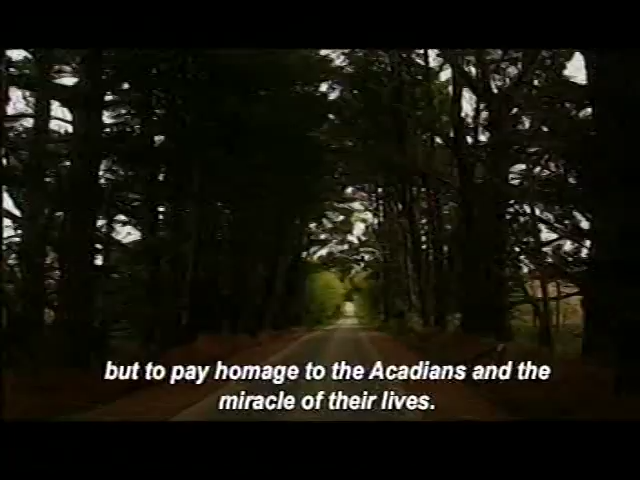 but to pay homage to the Acadians and the
miracle of their lives.